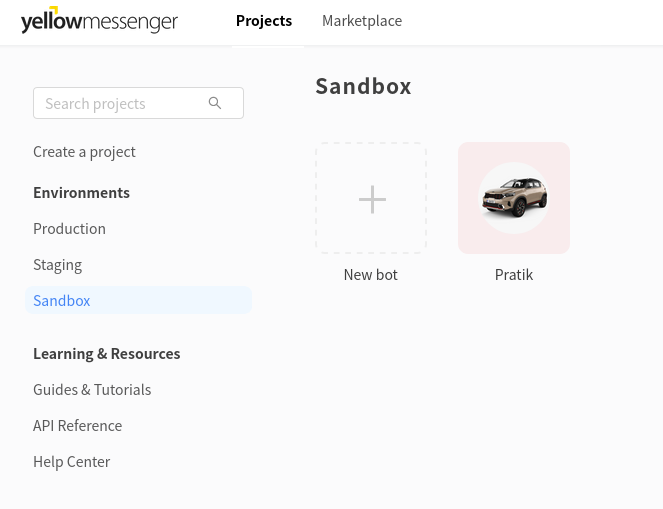 yellowmessenger
Projects
Marketplace
Search projects
Create a project
Environments
Production
Staging
Sandbox
Learning & Resources
Guides & Tutorials
API Reference
Help Center
Sandbox
New bot
Pratik